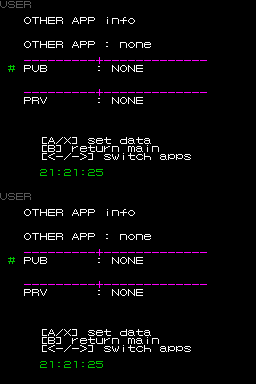 USER
OTHER APP info
OTHER APP : none
# PUB : NONE
PRV : NONE
[A/X] set data
[B] return main
[<-/->] switch apps
21:21:25
USER
OTHER APP info
OTHER APP : none
# PUB : NONE
PRV : NONE
[A/X] set data
[B] return main
[<-/->] switch apps
21:21:25